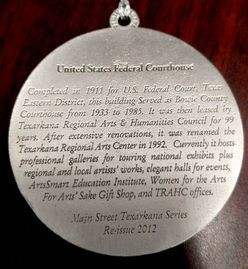 United States Federal Courthouse
Completed in 1911 for U.S. Federal Court, Texas
Eastern District, this building Served as Bowie County
Courthouse from 1933 to 1985. It was then leased by
Texarkana Regional Arts & Humanities Council for 99
years. After extensive renovations, it was renamed the
Texarkana Regional Arts Center in 1992. Currently it hosts
professional galleries for touring national exhibits plus
regional and local artists' works, elegant halls for events,
ArtsSmart Education Institute, Women for the Arts
For Arts' Sake Gift Shop, and TRAHC offices.
Main Street Texarkana Series
Re-issue 2012